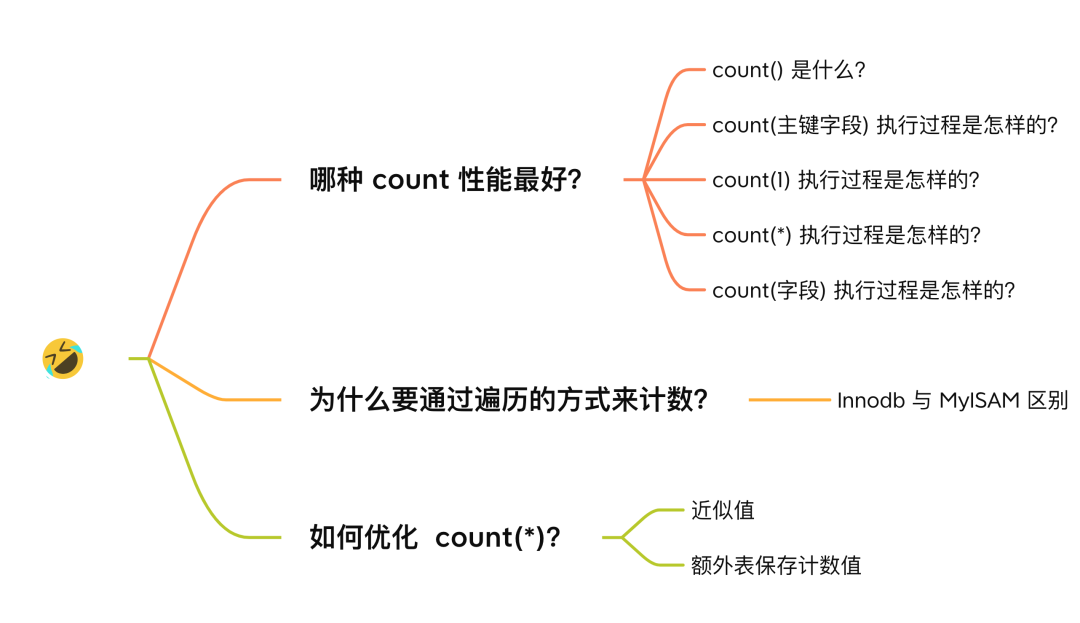 哪种 count 性能最好?
count() 是什么?
count(主键字段) 执行过程是怎样的?
count(1) 执行过程是怎样的?
count(*) 执行过程是怎样的?
count(字段) 执行过程是怎样的?
为什么要通过遍历的方式来计数?
Innodb 与 MyISAM 区别
如何优化 count(*)?
近似值
额外表保存计数值